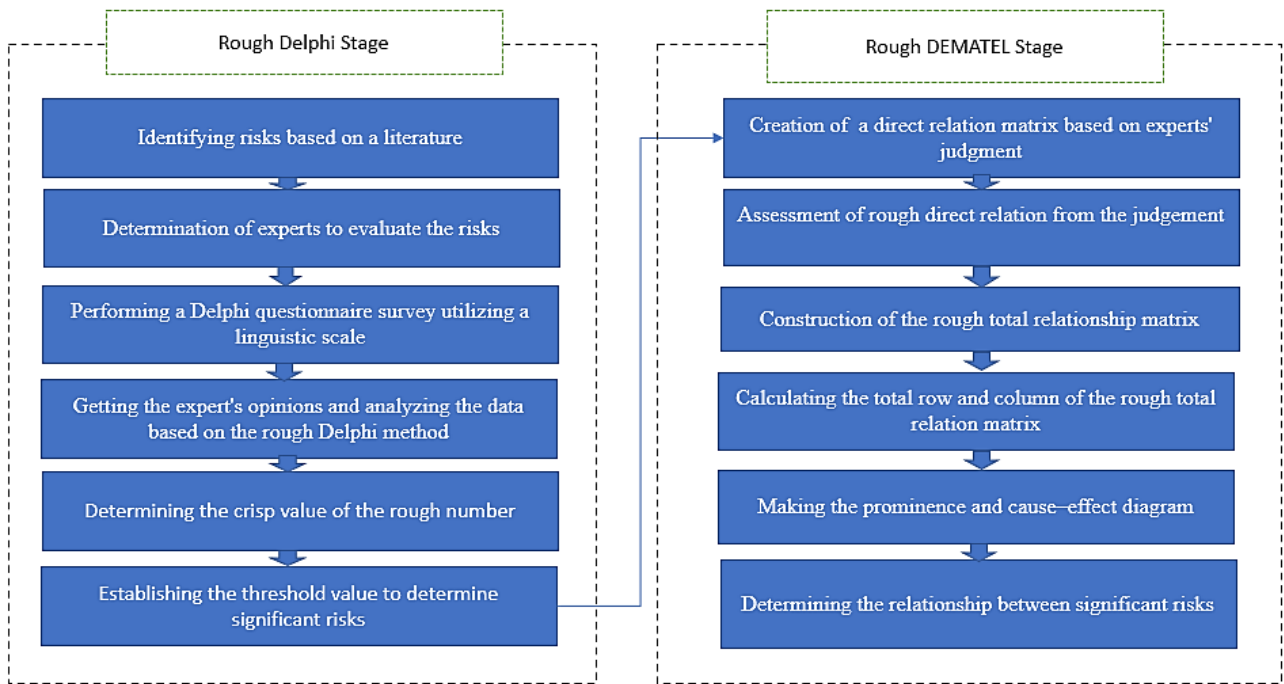 Rough Delphi Stage
Identifying risks based on a literature
Determination of experts to evaluate the risks
Performing a Delphi questionnaire survey utilizing a
linguistic scale
Getting the expert's opinions and analyzing the data
based on the rough Delphi method
Determining the crisp value of the rough number
Establishing the threshold value to determine
significant risks
Rough DEMATEL Stage
Creation of a direct relation matrix based on experts'
judgment
Assessment of rough direct relation from the judgement
Construction of the rough total relationship matrix
Calculating the total row and column of the rough total
relation matrix
Making the prominence and cause–effect diagram
Determining the relationship between significant risks